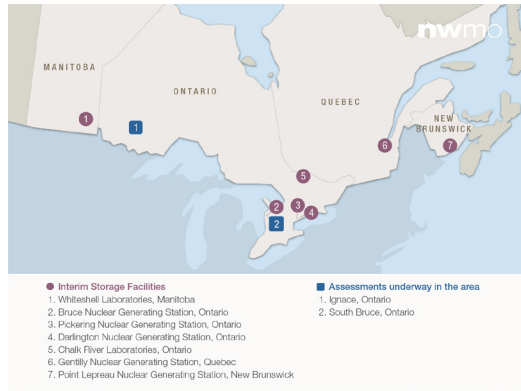 nwmo
MANITOBA
ONTARIO
QUEBEC
NEW
BRUNSWICK
1
1
6
7
5
2
3
4
2
Interim Storage Facilities
1. Whiteshell Laboratories, Manitoba
2. Bruce Nuclear Generating Station, Ontario
3. Pickering Nuclear Generating Station, Ontario
4. Darlington Nuclear Generating Station, Ontario
5. Chalk River Laboratories, Ontario
6. Gentilly Nuclear Generating Station, Quebec
7. Point Lepreau Nuclear Generating Station, New Brunswick
Assessments underway in the area
1. Ignace, Ontario
2. South Bruce, Ontario